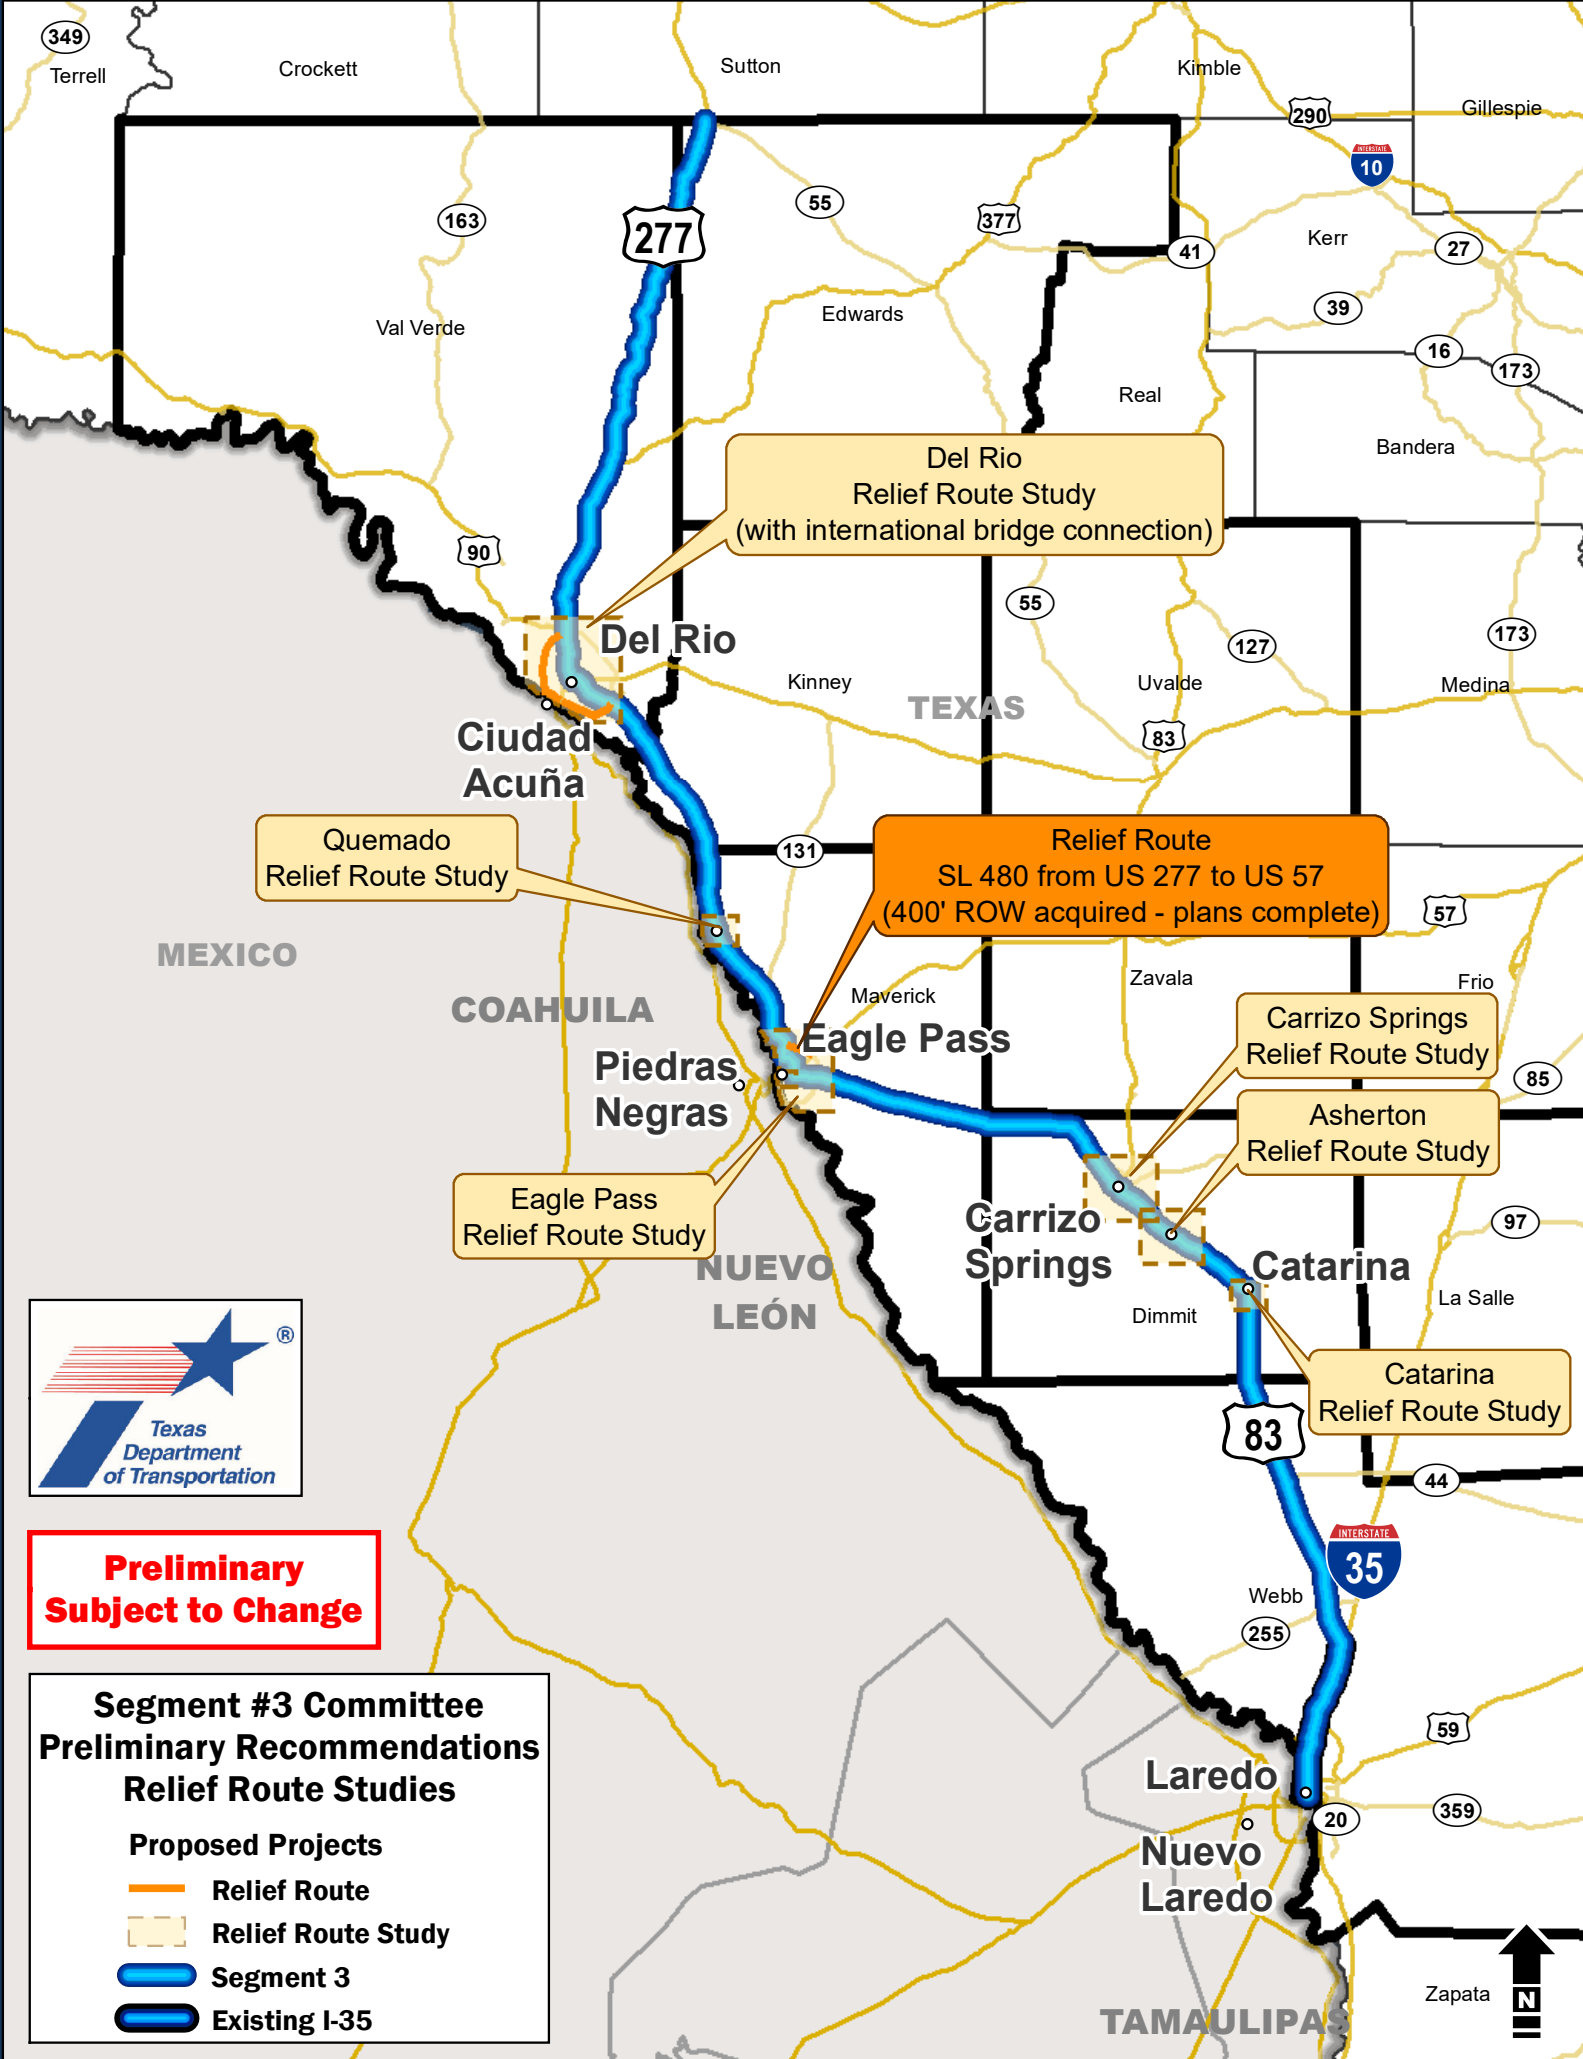 349
Terrell
Crockett
Sutton
Kimble
290
Gillespie
INTERSTATE
10
163
277
55
377
41
Kerr
27
39
Val Verde
Edwards
16
173
Real
Bandera
Del Rio
Relief Route Study
(with international bridge connection)
90
55
127
173
Del Rio
Kinney
TEXAS
Uvalde
Medina
83
Ciudad
Acuña
Quemado
Relief Route Study
131
Relief Route
SL 480 from US 277 to US 57
(400' ROW acquired - plans complete)
57
MEXICO
COAHUILA
Maverick
Zavala
Frio
Eagle Pass
Carrizo Springs
Relief Route Study
85
Piedras
Negras
Asherton
Relief Route Study
Eagle Pass
Relief Route Study
Carrizo
Springs
97
NUEVO
LEÓN
Catarina
Dimmit
La Salle
Catarina
Relief Route Study
83
44
®
Texas
Department
of Transportation
INTERSTATE
35
Preliminary
Subject to Change
Webb
255
Segment #3 Committee
Preliminary Recommendations
Relief Route Studies
Proposed Projects
Relief Route
Relief Route Study
Segment 3
Existing I-35
59
Laredo
20
359
Nuevo
Laredo
Zapata
N
TAMAULIPAS